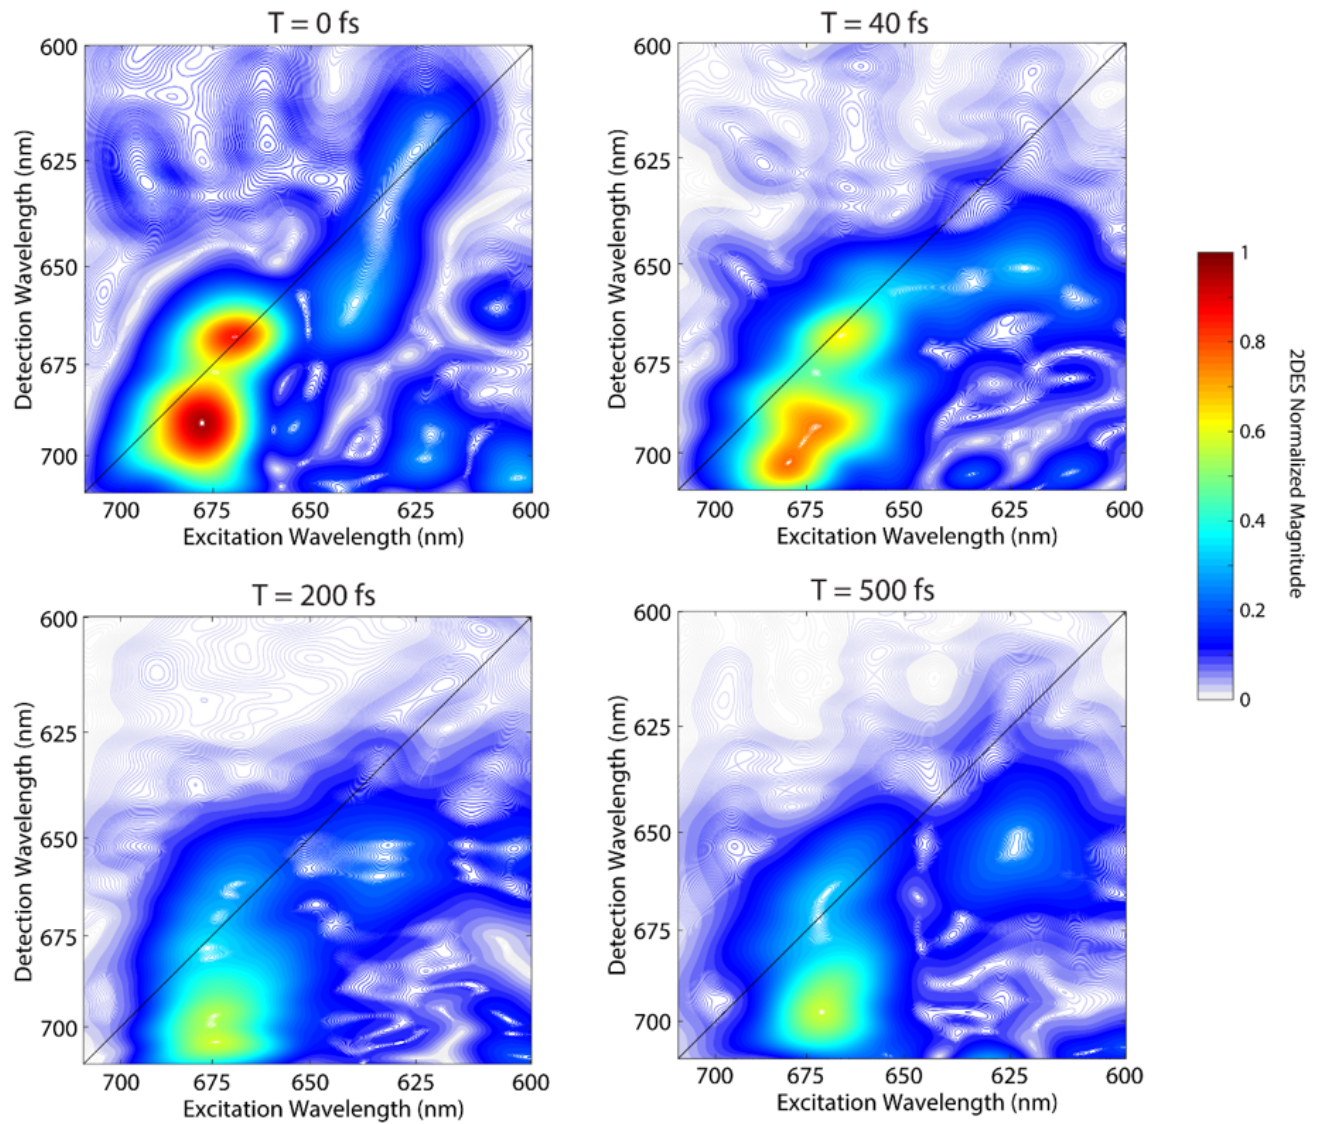 T = 0 fs
T = 40 fs
600
625
650
675
700
Detection Wavelength (nm)
700 675 650 625 600
Excitation Wavelength (nm)
600
625
650
675
700
Detection Wavelength (nm)
700 675 650 625 600
Excitation Wavelength (nm)
1
0.8
0.6
0.4
0.2
0
2DES Normalized Magnitude
T = 200 fs
T = 500 fs
600
625
650
675
700
Detection Wavelength (nm)
700 675 650 625 600
Excitation Wavelength (nm)
600
625
650
675
700
Detection Wavelength (nm)
700 675 650 625 600
Excitation Wavelength (nm)